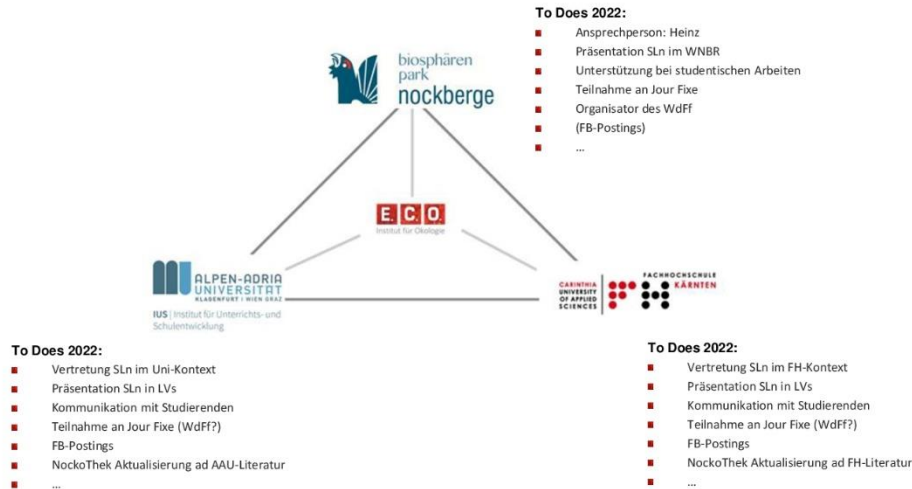 To Does 2022:
Ansprechperson: Heinz
Präsentation SLn im WNBR
Unterstützung bei studentischen Arbeiten
Teilnahme an Jour Fixe
Organisator des WdFf
(FB-Postings)
...
biosphären
park
nockberge
E.C.O.
Institut für Ökologie
ALPEN-ADRIA
UNIVERSITÄT
KLAGENFURT I WIEN GRAZ
IUS | Institut für Unterrichts- und
Schulentwicklung
CARINTHIA
UNIVERSITY
OF APPLIED
SCIENCES
FACHHOCHSCHULE
KÄRNTEN
To Does 2022:
Vertretung SLn im Uni-Kontext
Präsentation SLn in LVs
Kommunikation mit Studierenden
Teilnahme an Jour Fixe (WdFf?)
FB-Postings
NockoThek Aktualisierung ad AAU-Literatur
...
To Does 2022:
Vertretung SLn im FH-Kontext
Präsentation SLn in LVs
Kommunikation mit Studierenden
Teilnahme an Jour Fixe (WdFf?)
FB-Postings
NockoThek Aktualisierung ad FH-Literatur
...